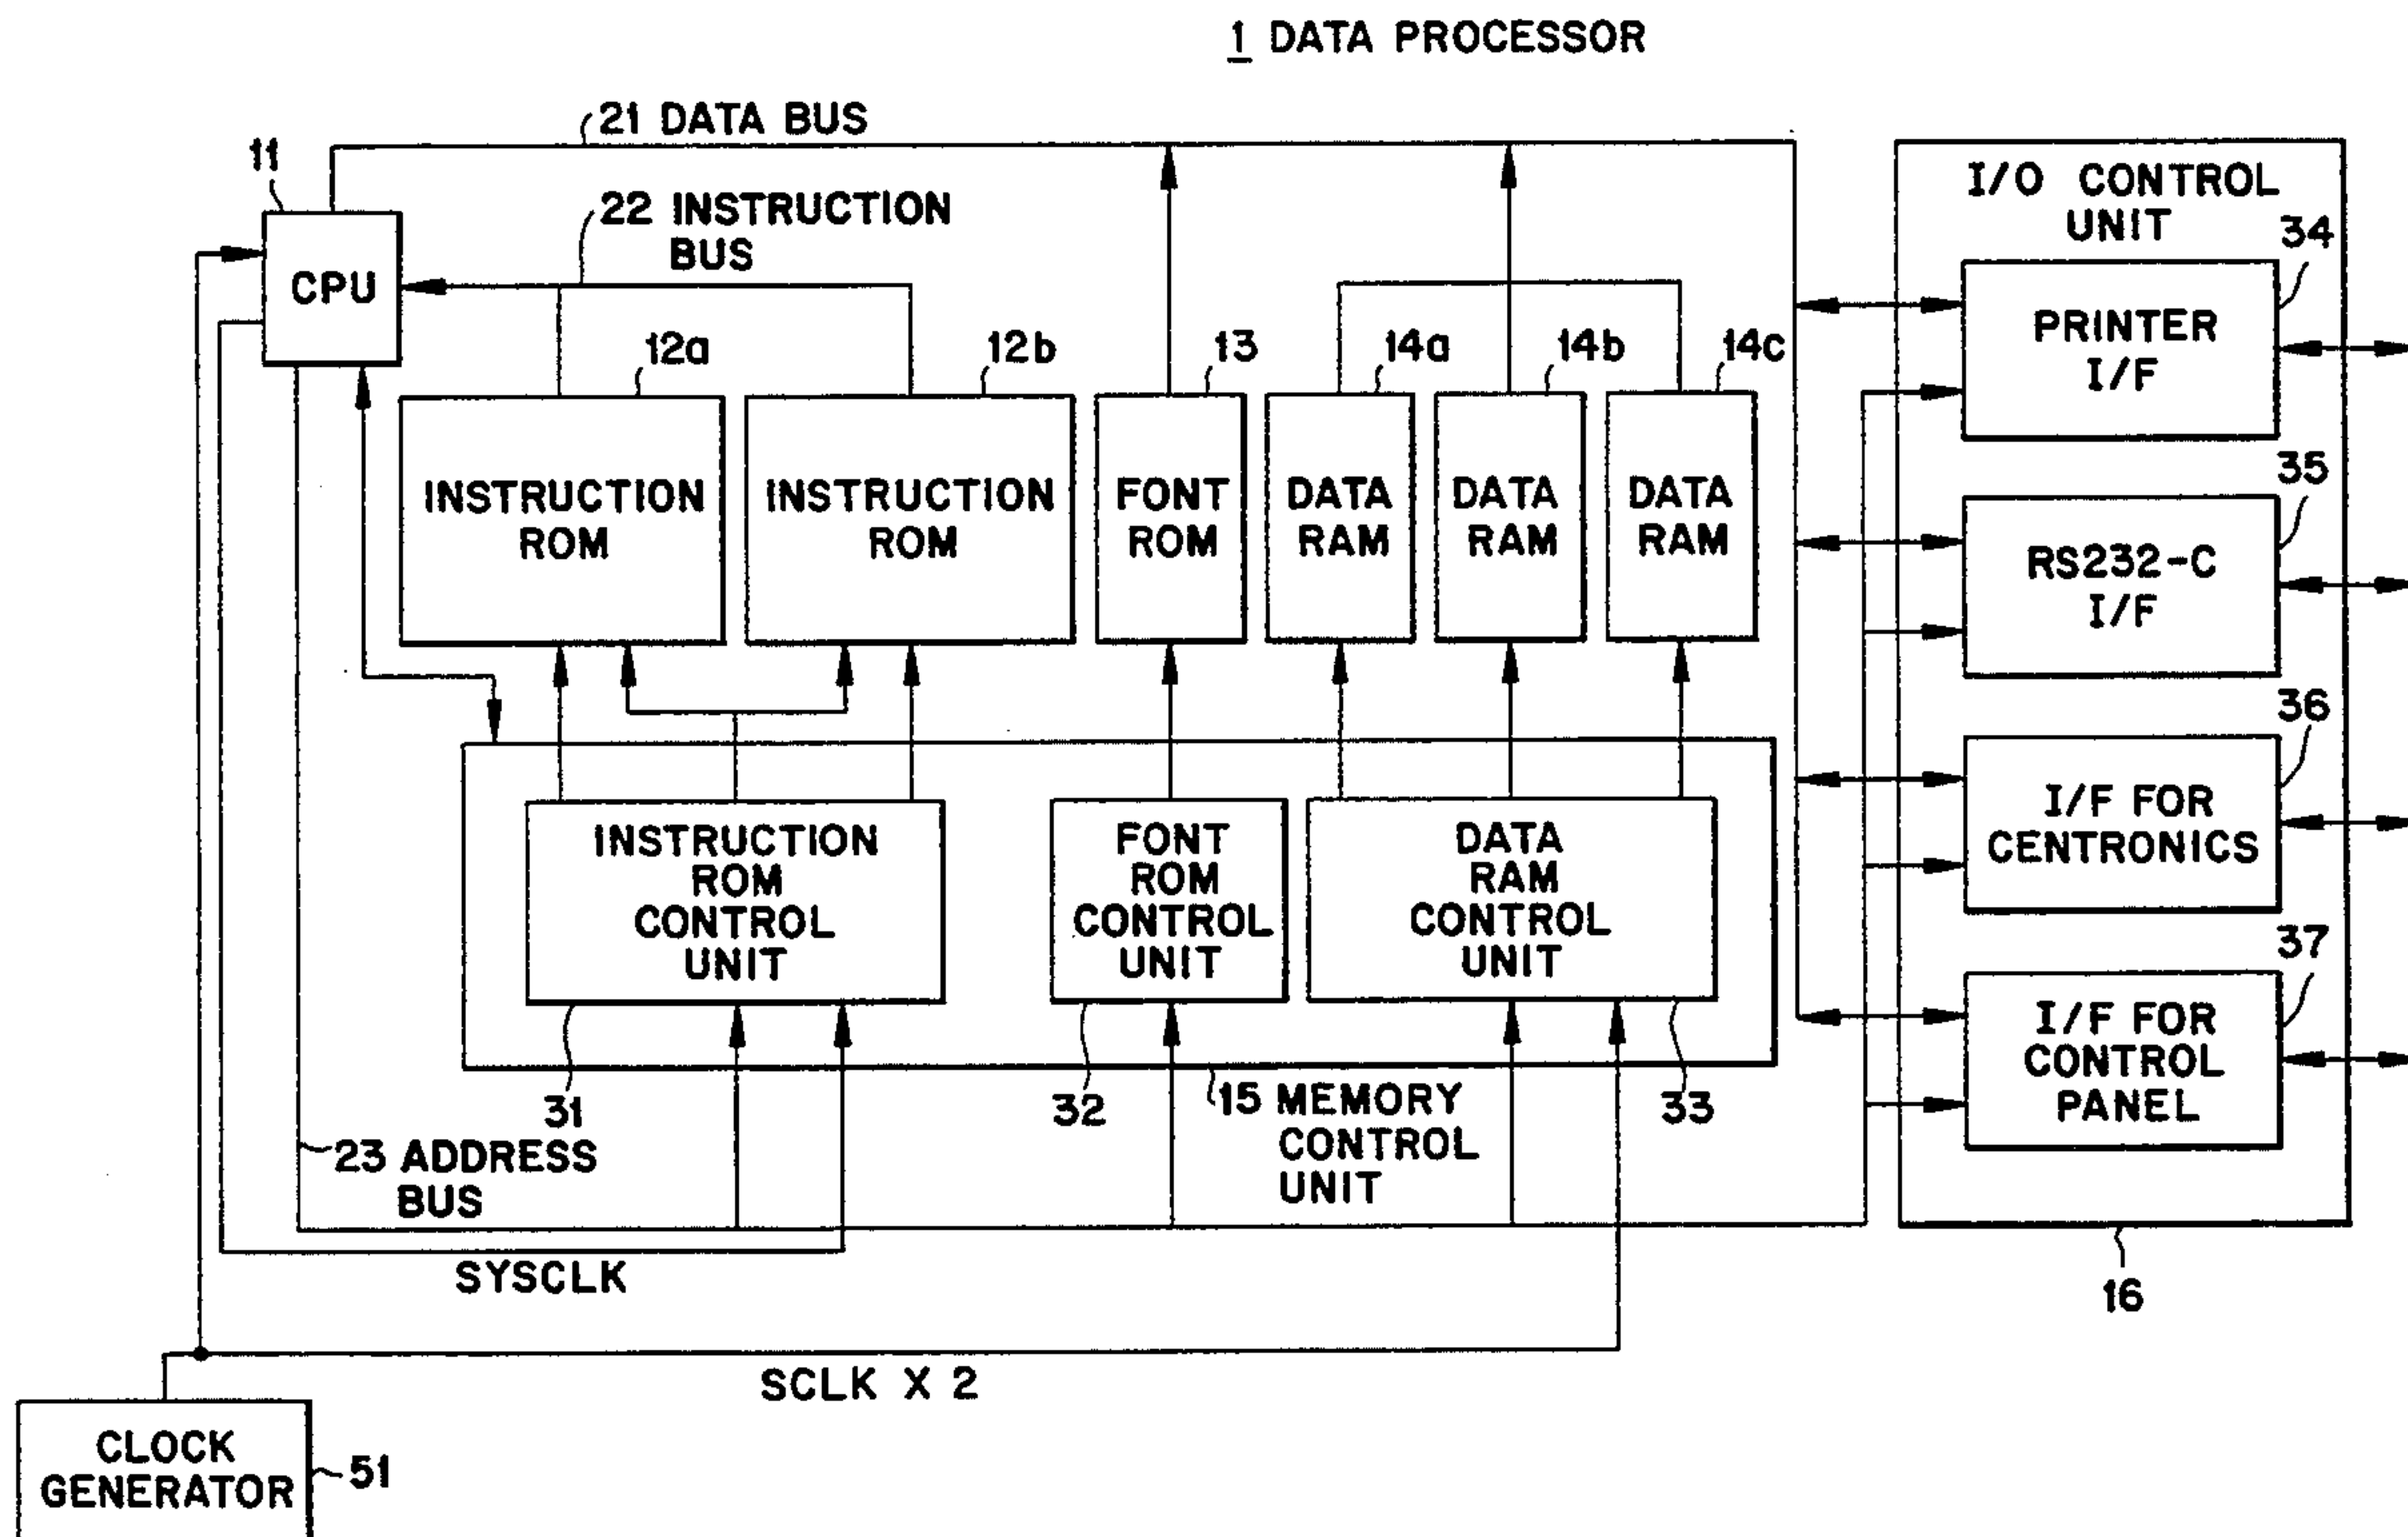 1 DATA PROCESSOR
21 DATA BUS
11
CPU
22 INSTRUCTION
BUS
12a
12b
13
14a
14b
14c
INSTRUCTION
ROM
INSTRUCTION
ROM
FONT
ROM
DATA
RAM
DATA
RAM
DATA
RAM
INSTRUCTION
ROM
CONTROL
UNIT
FONT
ROM
CONTROL
UNIT
DATA
RAM
CONTROL
UNIT
31
32
15 MEMORY
CONTROL
UNIT
33
23 ADDRESS
BUS
SYSCLK
SCLK X 2
CLOCK
GENERATOR
51
I/O CONTROL
UNIT
34
PRINTER
I/F
35
RS232-C
I/F
36
I/F FOR
CENTRONICS
37
I/F FOR
CONTROL
PANEL
16